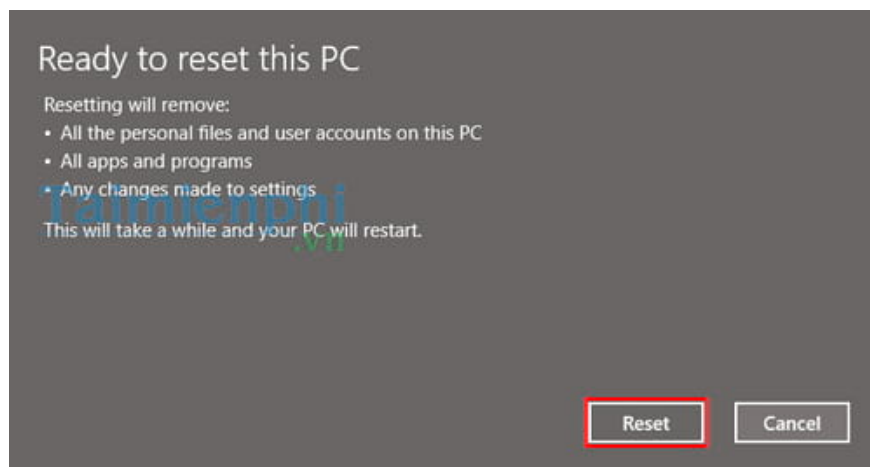 Ready to reset this PC
Resetting will remove:
• All the personal files and user accounts on this PC
• All apps and programs
• Any changes made to settings
Taimienphi
.vn
This will take a while and your PC will restart.
Reset
Cancel